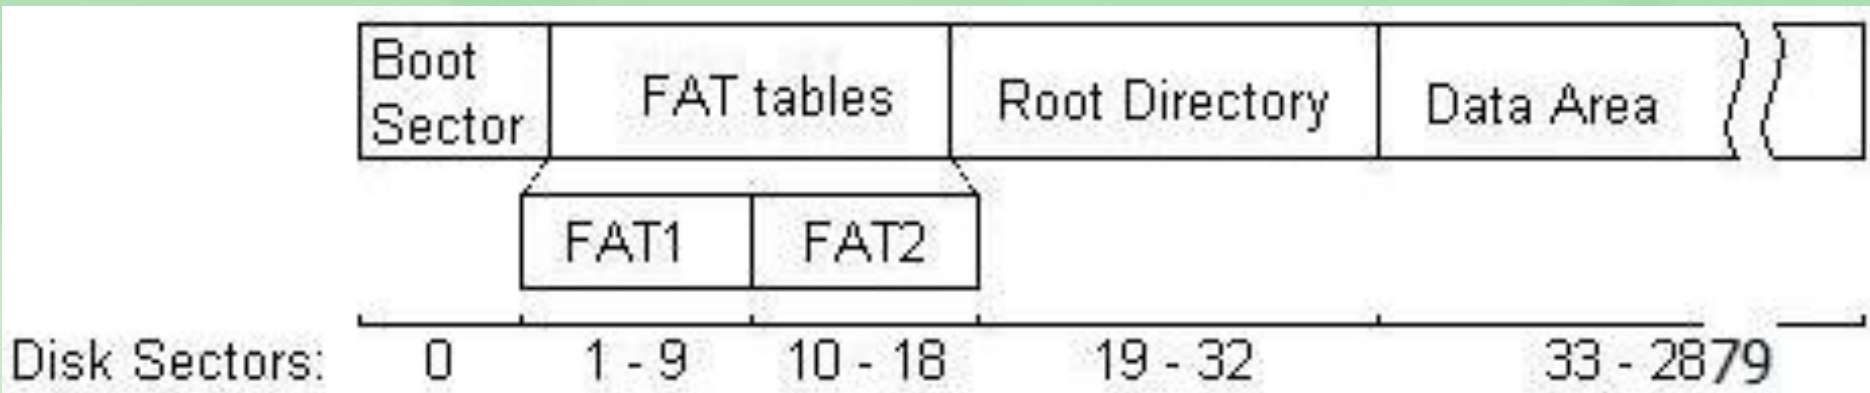 Boot
Sector
FAT tables
Root Directory
Data Area
FAT1
FAT2
Disk Sectors: 0 1 - 9 10 - 18 19 - 32 33 - 2879